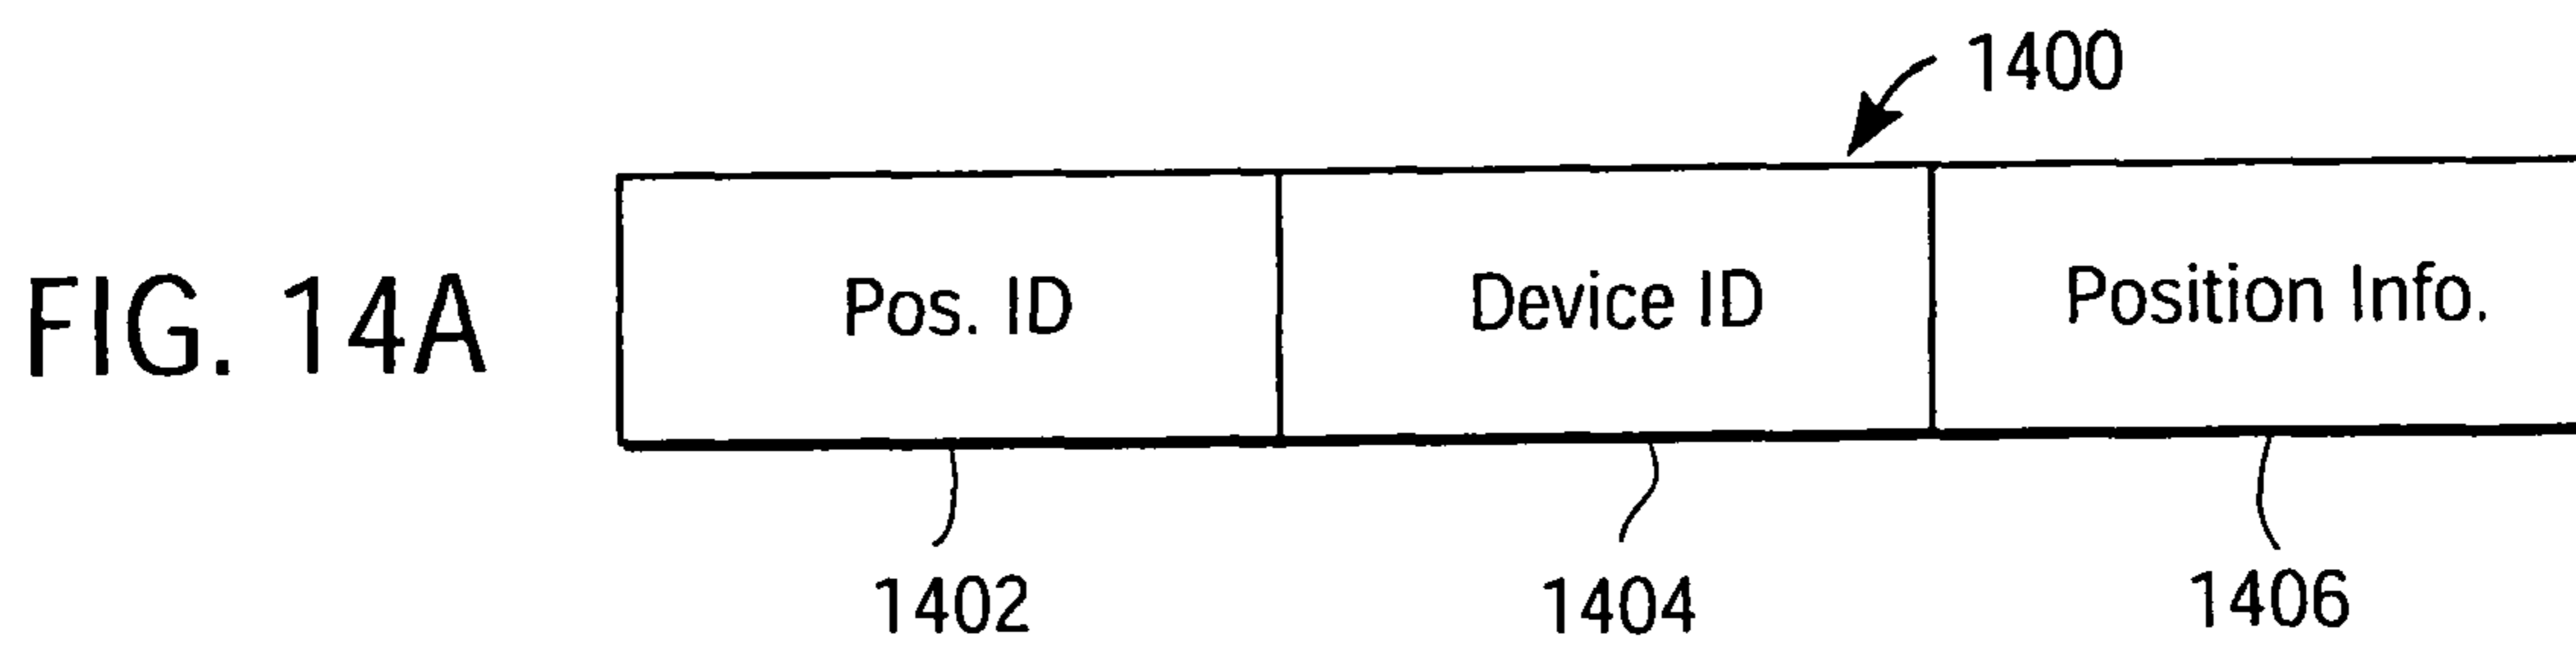 1400
FIG. 14A
Pos. ID
Device ID
Position Info.
1402
1404
1406